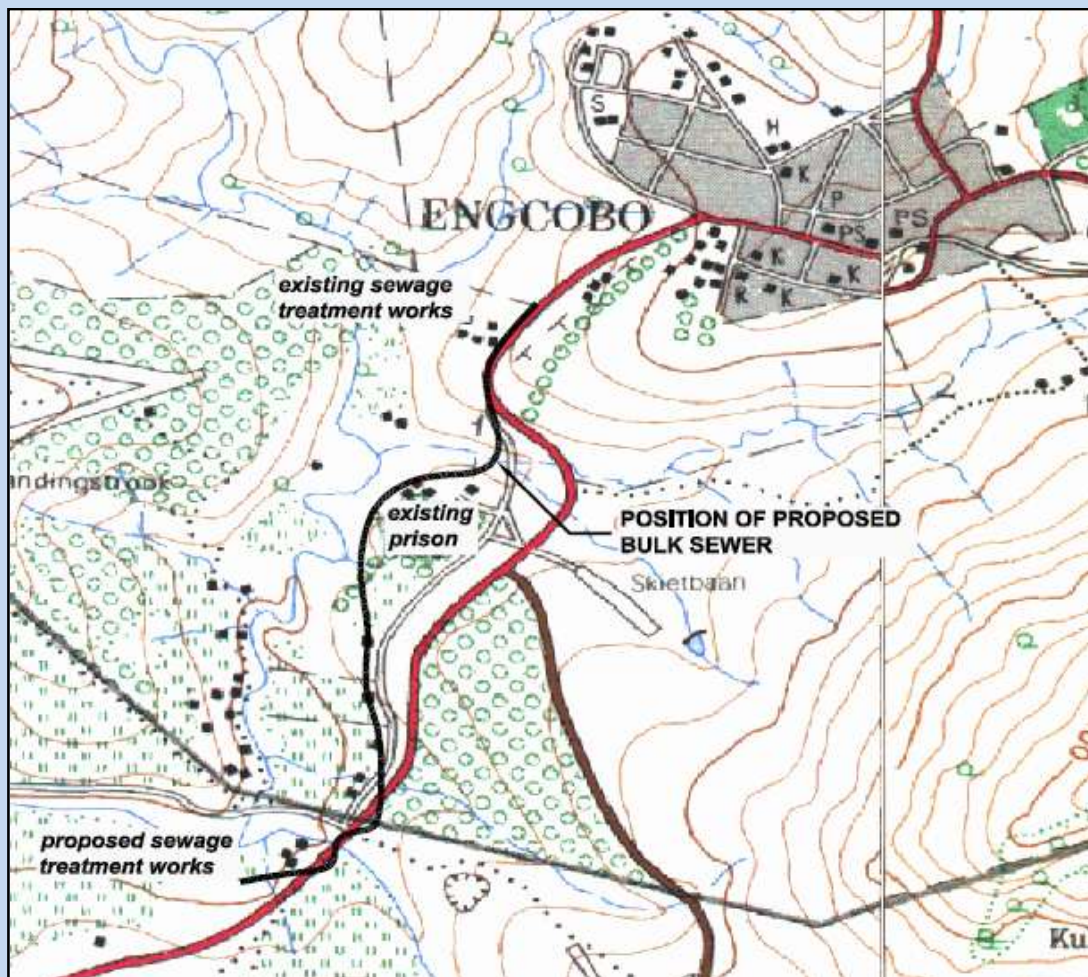 S
H
K
ENGCOBO
P
PS
PS
K
K
K
K
existing sewage
treatment works
andingstrook
existing
prison
POSITION OF PROPOSED
BULK SEWER
Skietbaan
proposed sewage
treatment works
Ku